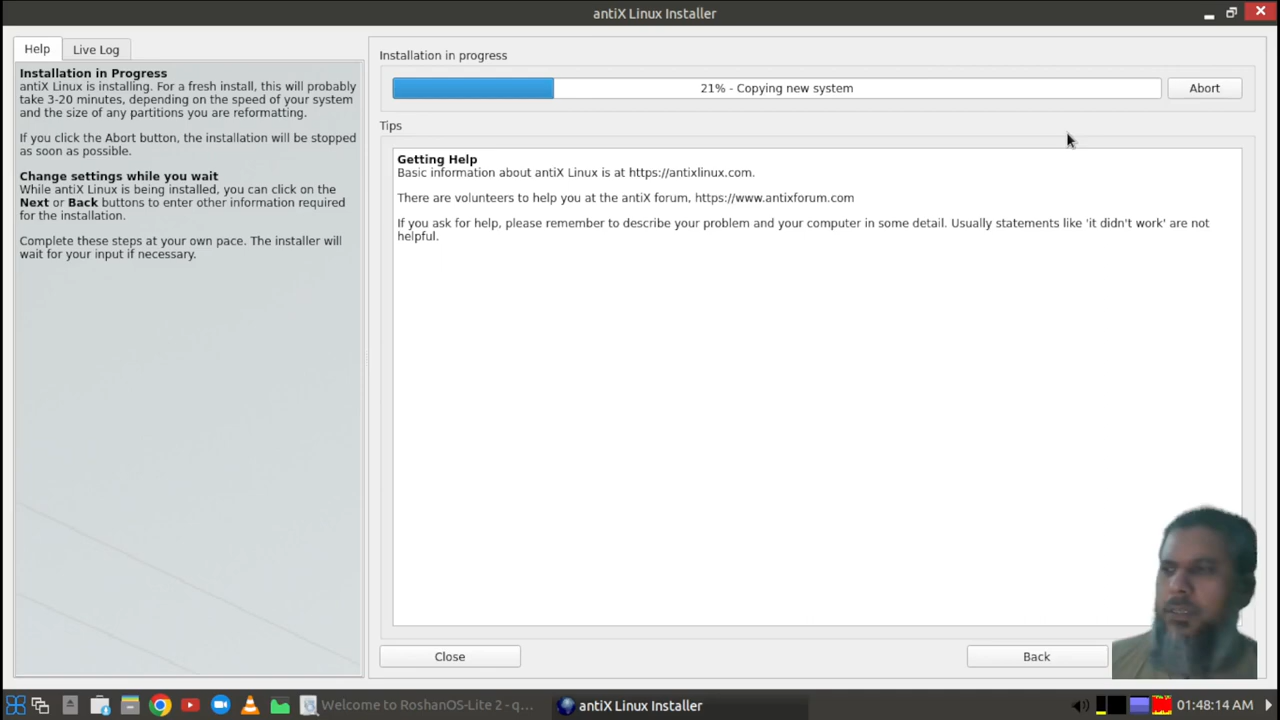 antiX Linux Installer
Help
Live Log
Installation in Progress
antiX Linux is installing. For a fresh install, this will probably
take 3-20 minutes, depending on the speed of your system
and the size of any partitions you are reformatting.
If you click the Abort button, the installation will be stopped
as soon as possible.
Change settings while you wait
While antiX Linux is being installed, you can click on the
Next or Back buttons to enter other information required
for the installation.
Complete these steps at your own pace. The installer will
wait for your input if necessary.
Installation in progress
21% - Copying new system
Abort
Tips
Getting Help
Basic information about antiX Linux is at https://antixlinux.com.
There are volunteers to help you at the antiX forum, https://www.antixforum.com
If you ask for help, please remember to describe your problem and your computer in some detail. Usually statements like 'it didn't work' are not
helpful.
Close
Back
Welcome to RoshanOS-Lite 2 - q...
antiX Linux Installer
01:48:14 AM